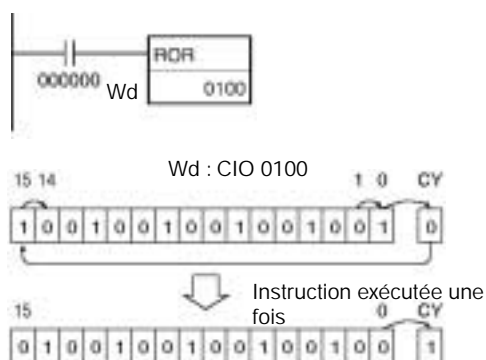 ROR
000000 Wd 0100
Wd : CIO 0100
15 14 1 0 CY
1 0 0 1 0 0 1 0 0 1 0 0 1 0 0 1 0
Instruction exécutée une
fois
15 0 CY
0 1 0 0 1 0 0 1 0 0 1 0 0 1 0 0 1